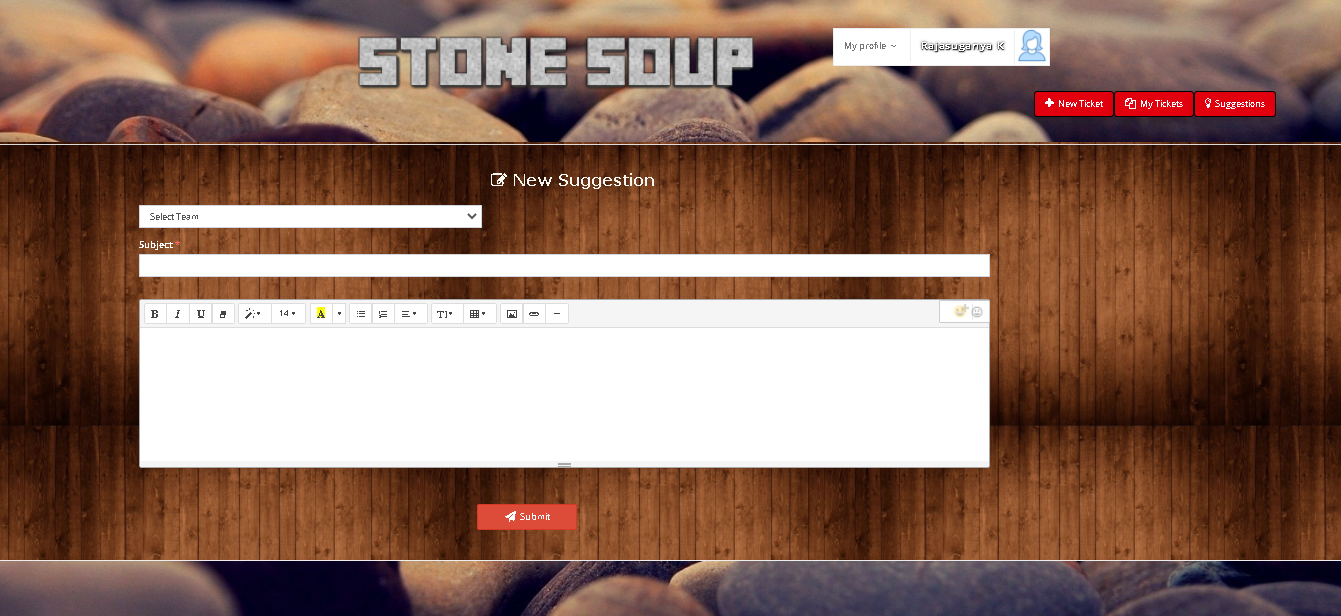 STONE SOUP
My profile
Rajasuganya K
New Ticket
My Tickets
Suggestions
New Suggestion
Select Team
Subject *
B I U 14 A T
Submit